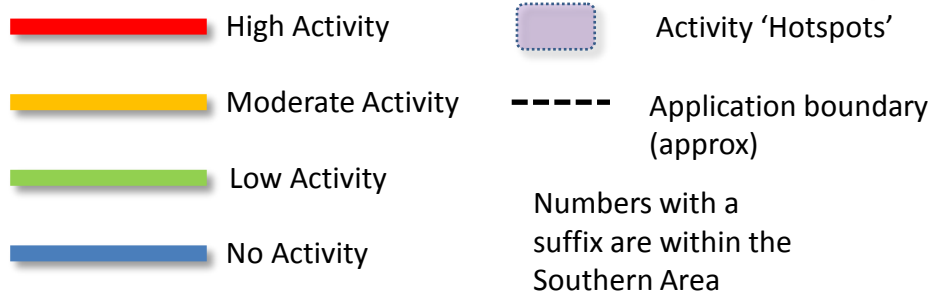 High Activity
Moderate Activity
Low Activity
No Activity
Activity ‘Hotspots’
Application boundary
(approx)
Numbers with a
suffix are within the
Southern Area